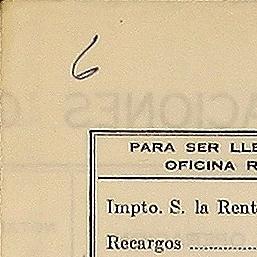 6
PARA SER LLE
OFICINA R
Impto. S. la Rent
Recargos ..........